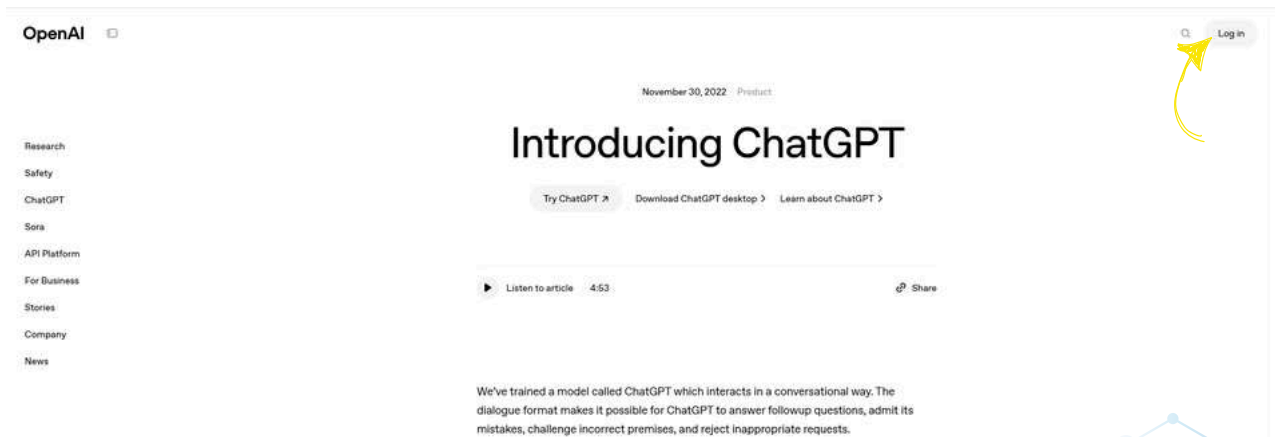 OpenAI
Log in
November 30, 2022 Product
Introducing ChatGPT
Try ChatGPT ↗ Download ChatGPT desktop > Learn about ChatGPT >
Research
Safety
ChatGPT
Sora
API Platform
For Business
Stories
Company
News
Listen to article 4:53
Share
We've trained a model called ChatGPT which interacts in a conversational way. The
dialogue format makes it possible for ChatGPT to answer followup questions, admit its
mistakes, challenge incorrect premises, and reject inappropriate requests.